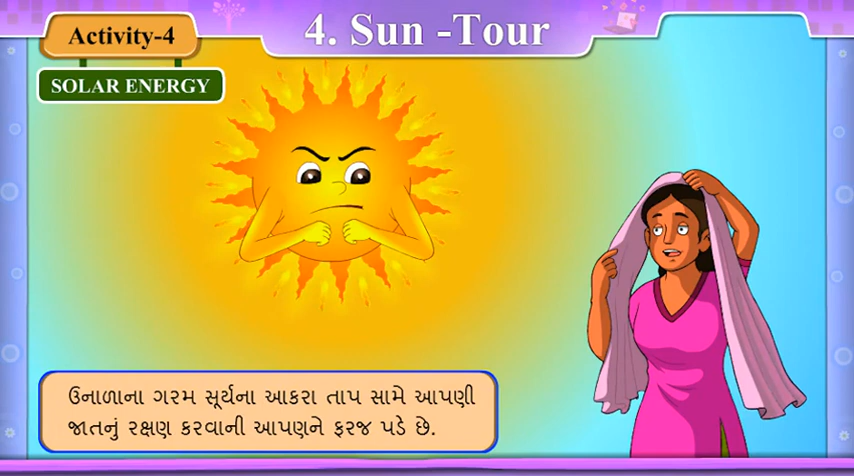 4. Sun -Tour
Activity-4
SOLAR ENERGY
ઉનાળાના ગરમ સૂર્યના આકરા તાપ સામે આપણી
જાતનું રક્ષણ કરવાની આપણને ફરજ પડે છે.